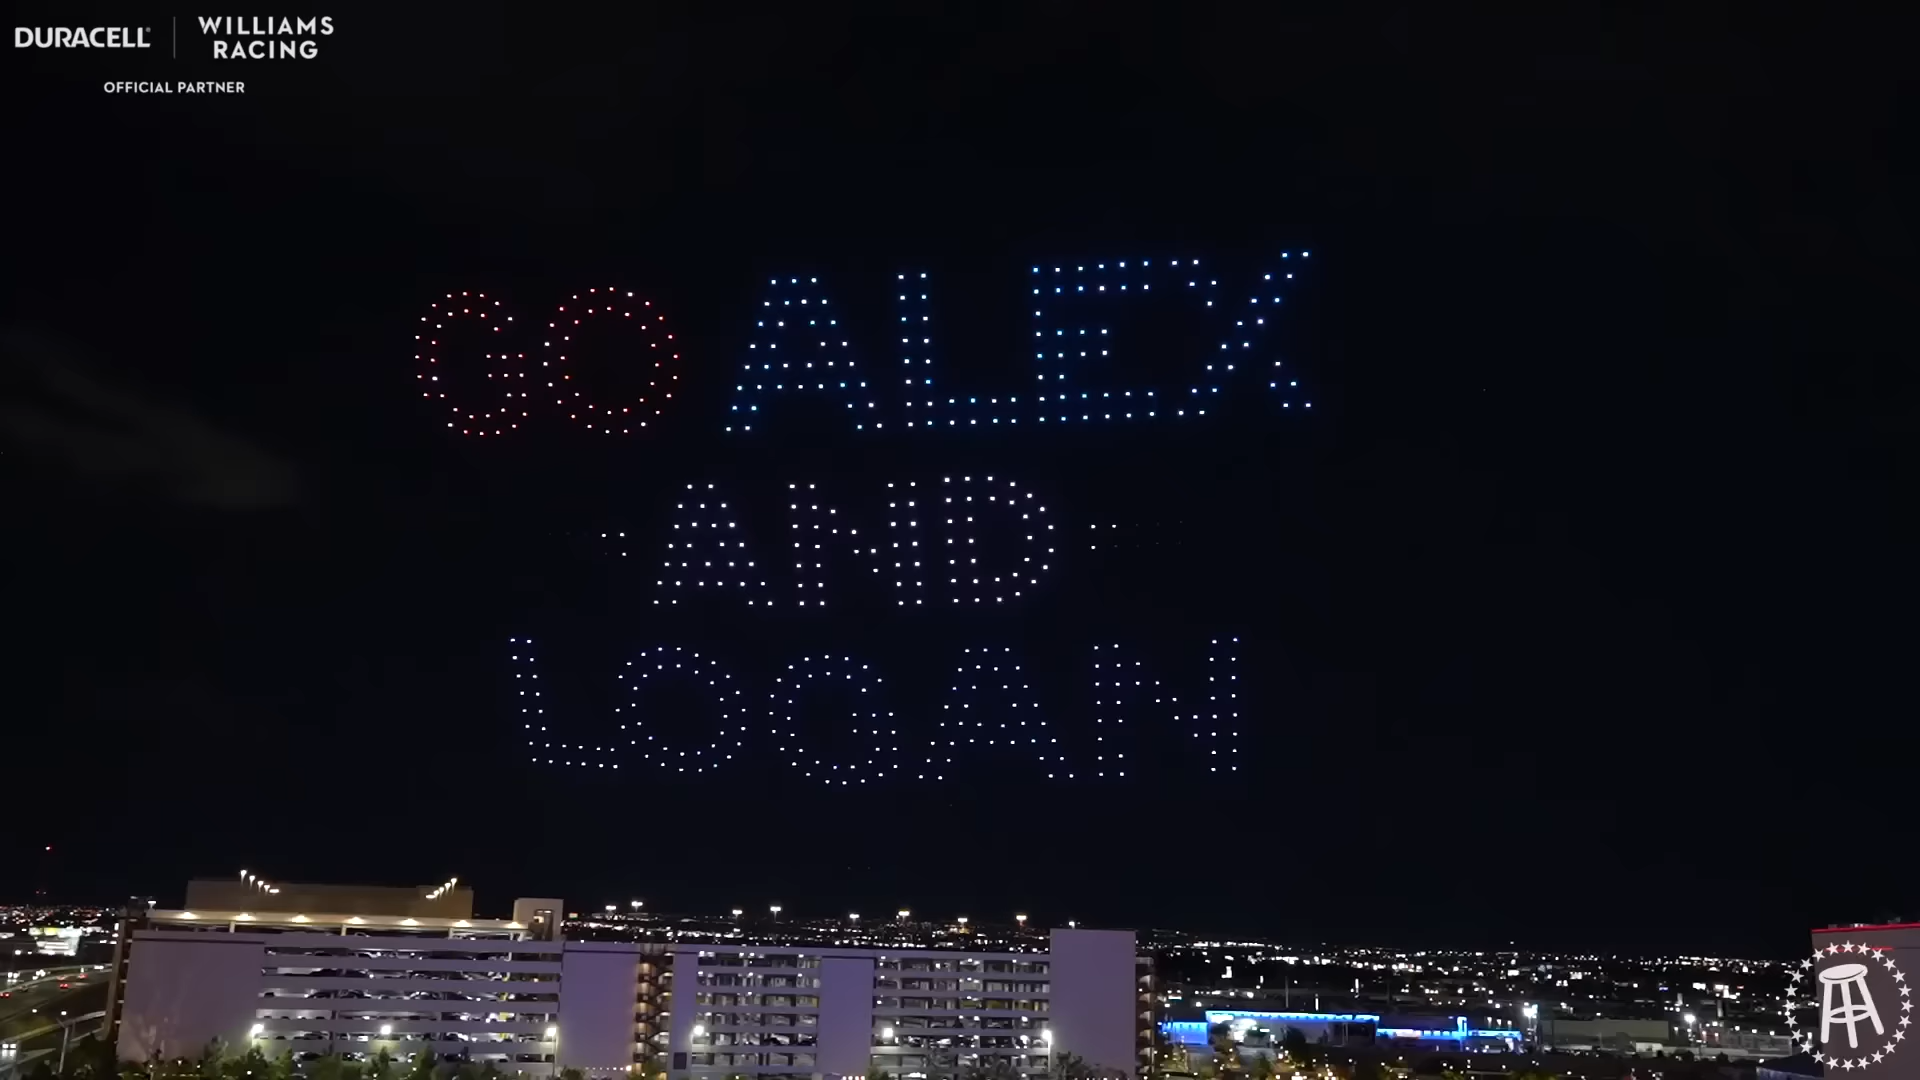 DURACELL
WILLIAMS
RACING
OFFICIAL PARTNER
GO ALEX
AND
LOGAN